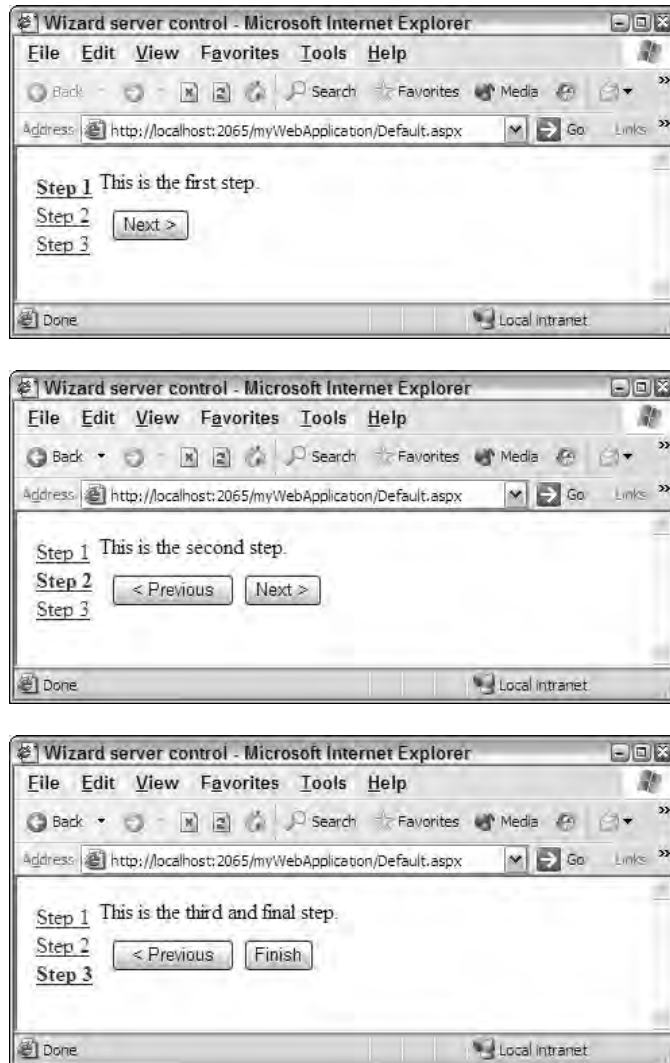 Wizard server control - Microsoft Internet Explorer
File Edit View Favorites Tools Help
Back Search Favorites Media »
Address http://localhost:2065/myWebApplication/Default.aspx Go Links »
Step 1 This is the first step.
Step 2
Next >
Step 3
Done Local intranet
Wizard server control - Microsoft Internet Explorer
File Edit View Favorites Tools Help
Back Search Favorites Media »
Address http://localhost:2065/myWebApplication/Default.aspx Go Links »
Step 1 This is the second step.
Step 2
< Previous Next >
Step 3
Done Local intranet
Wizard server control - Microsoft Internet Explorer
File Edit View Favorites Tools Help
Back Search Favorites Media »
Address http://localhost:2065/myWebApplication/Default.aspx Go Links »
Step 1 This is the third and final step.
Step 2
< Previous Finish
Step 3
Done Local intranet